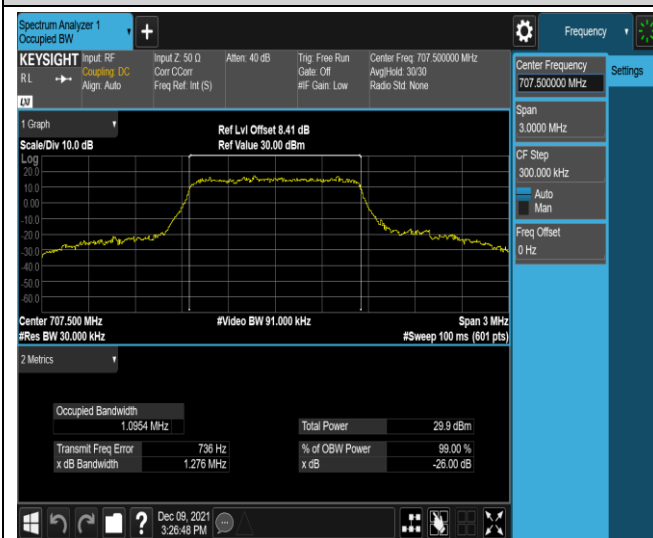 Spectrum Analyzer 1
Occupied BW
+
Frequency
KEYSIGHT
RL
LXI
Input: RF
Coupling: DC
Align: Auto
Input Z: 50 Ω
Corr CCorr
Freq Ref: Int (S)
Atten: 40 dB
Trig: Free Run
Gate: Off
#IF Gain: Low
Center Freq: 707.500000 MHz
Avg|Hold: 30/30
Radio Std: None
Center Frequency
707.500000 MHz
Settings
Span
3.0000 MHz
CF Step
300.000 kHz
Auto
Man
Freq Offset
0 Hz
1 Graph
Scale/Div 10.0 dB
Ref Lvl Offset 8.41 dB
Ref Value 30.00 dBm
Log
20.0
10.0
0.00
-10.0
-20.0
-30.0
-40.0
-50.0
-60.0
Center 707.500 MHz
#Video BW 91.000 kHz
Span 3 MHz
#Res BW 30.000 kHz
#Sweep 100 ms (601 pts)
2 Metrics
Occupied Bandwidth
1.0954 MHz
Total Power 29.9 dBm
Transmit Freq Error 736 Hz
% of OBW Power 99.00 %
x dB Bandwidth 1.276 MHz
x dB -26.00 dB
?
Dec 09, 2021
3:26:48 PM